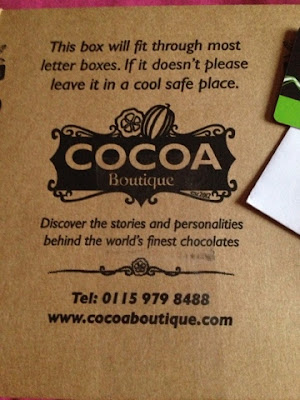 This box will fit through most
letter boxes. If it doesn't please
leave it in a cool safe place.
COCOA
Boutique
Discover the stories and personalities
behind the world's finest chocolates
Tel: 0115 979 8488
www.cocoaboutique.com